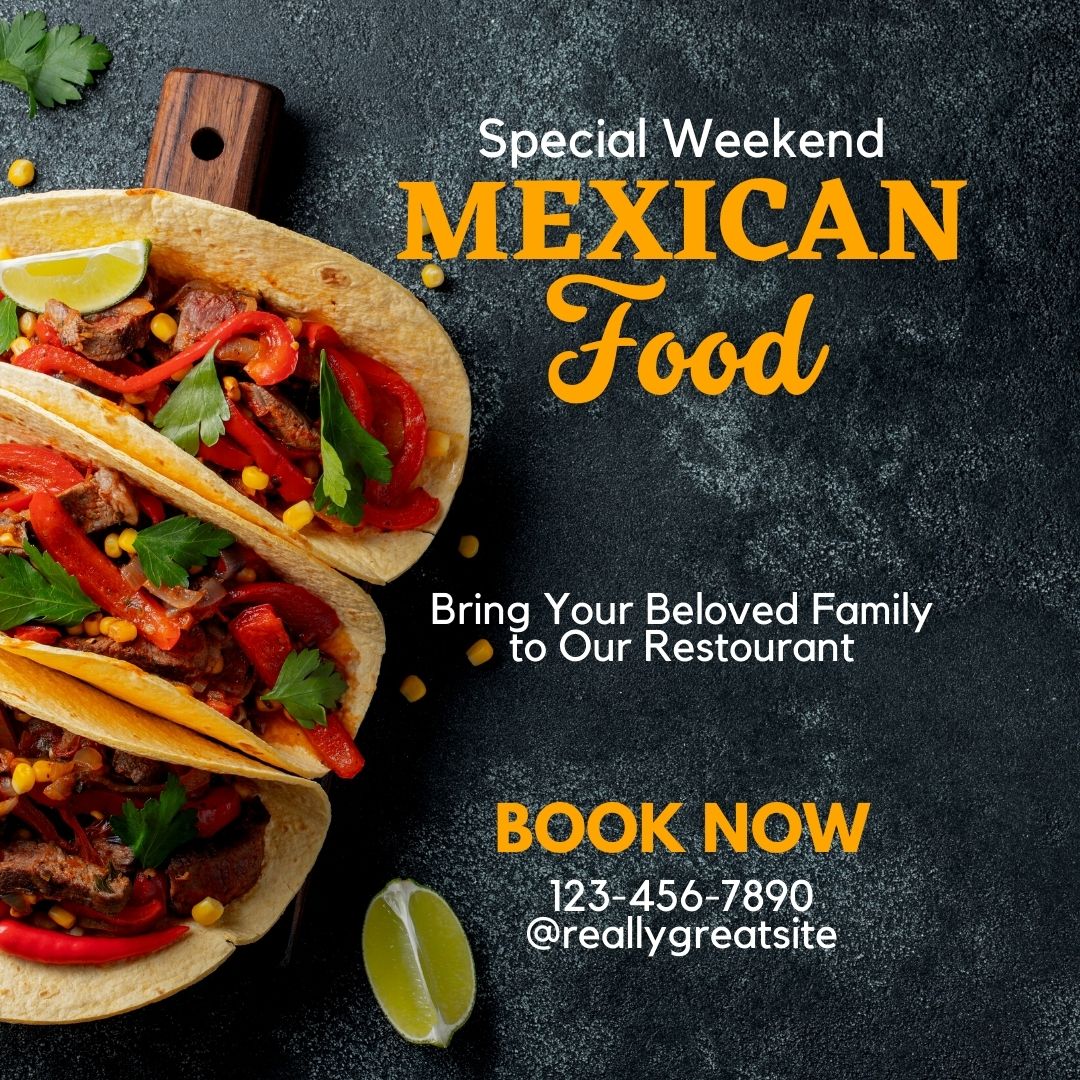 Special Weekend
MEXICAN
Food
Bring Your Beloved Family
to Our Restourant
BOOK NOW
123-456-7890
@reallygreatsite